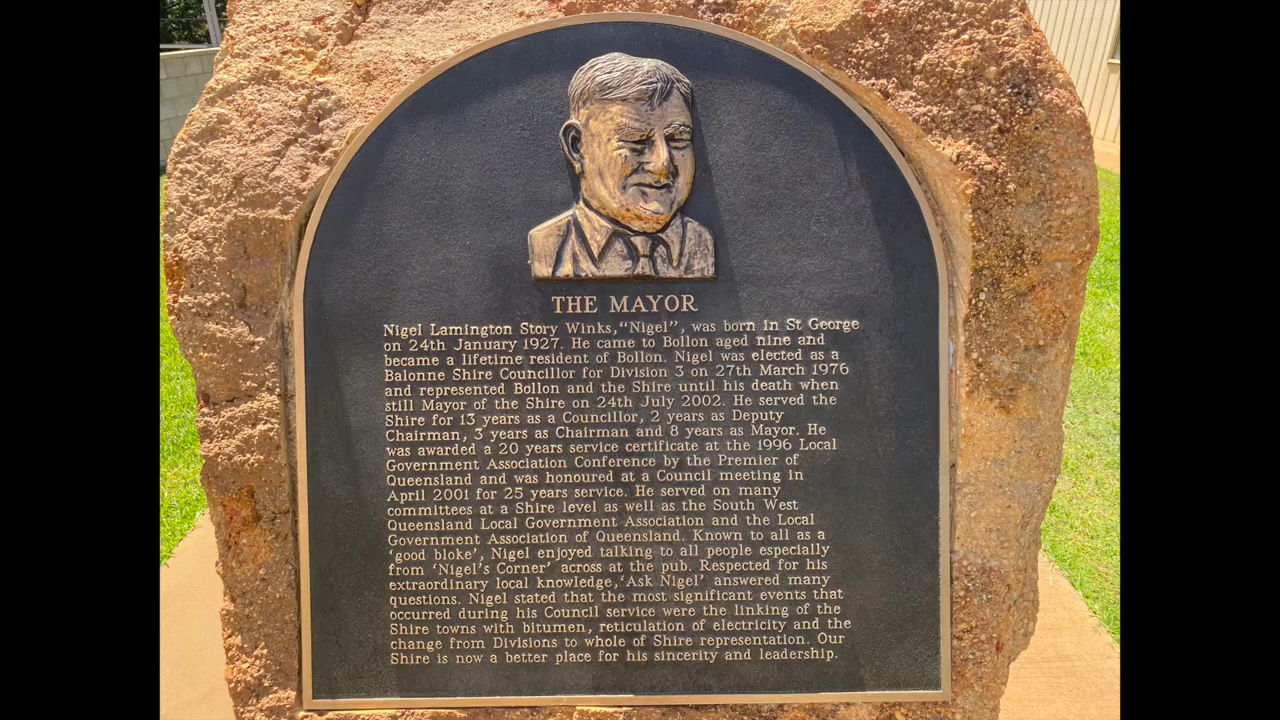 THE MAYOR
Nigel Lamington Story Winks, "Nigel", was born in St George
on 24th January 1927. He came to Bollon aged nine and
became a lifetime resident of Bollon. Nigel was elected as a
Balonne Shire Councillor for Division 3 on 27th March 1976
and represented Bollon and the Shire until his death when
still Mayor of the Shire on 24th July 2002. He served the
Shire for 13 years as a Councillor, 2 years as Deputy
Chairman, 3 years as Chairman and 8 years as Mayor. He
was awarded a 20 years service certificate at the 1996 Local
Government Association Conference by the Premier of
Queensland and was honoured at a Council meeting in
April 2001 for 25 years service. He served on many
committees at a Shire level as well as the South West
Queensland Local Government Association and the Local
Government Association of Queensland. Known to all as a
'good bloke', Nigel enjoyed talking to all people especially
from 'Nigel's Corner' across at the pub. Respected for his
extraordinary local knowledge, 'Ask Nigel' answered many
questions. Nigel stated that the most significant events that
occurred during his Council service were the linking of the
Shire towns with bitumen, reticulation of electricity and the
change from Divisions to whole of Shire representation. Our
Shire is now a better place for his sincerity and leadership.